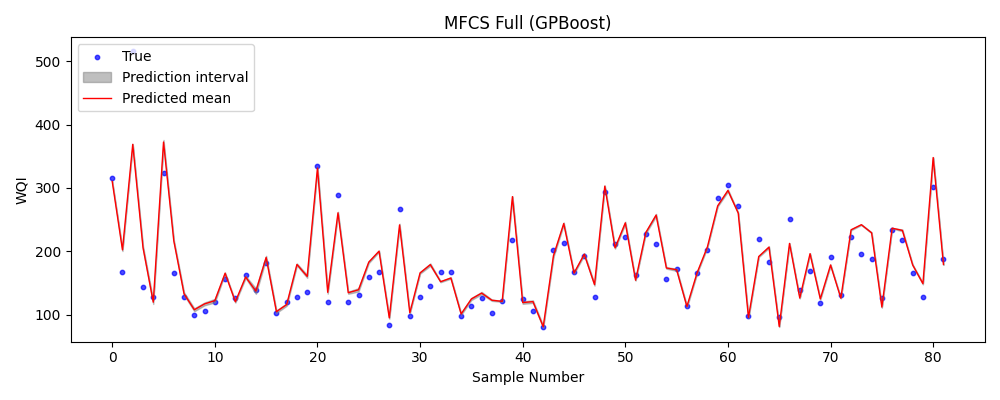 MFCS Full (GPBoost)
True
Prediction interval
Predicted mean
WQI
500
400
300
200
100
0 10 20 30 40 50 60 70 80
Sample Number